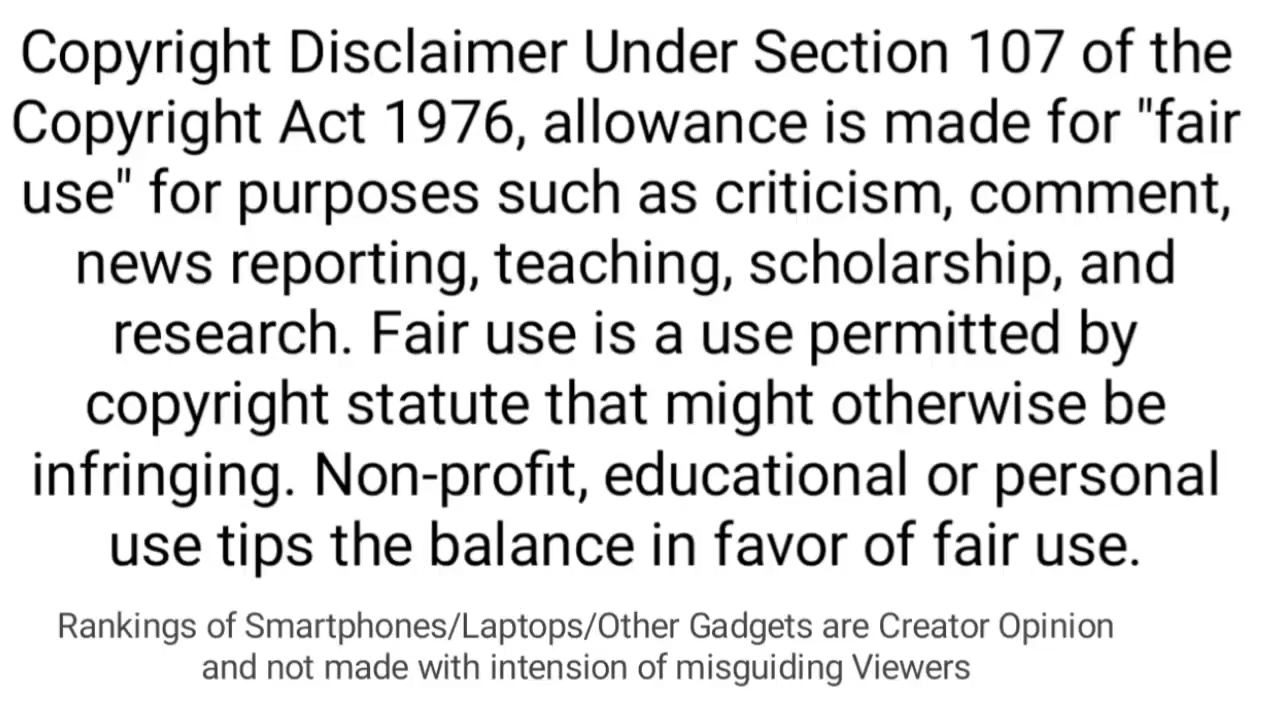 Copyright Disclaimer Under Section 107 of the
Copyright Act 1976, allowance is made for "fair
use" for purposes such as criticism, comment,
news reporting, teaching, scholarship, and
research. Fair use is a use permitted by
copyright statute that might otherwise be
infringing. Non-profit, educational or personal
use tips the balance in favor of fair use.
Rankings of Smartphones/Laptops/Other Gadgets are Creator Opinion
and not made with intension of misguiding Viewers